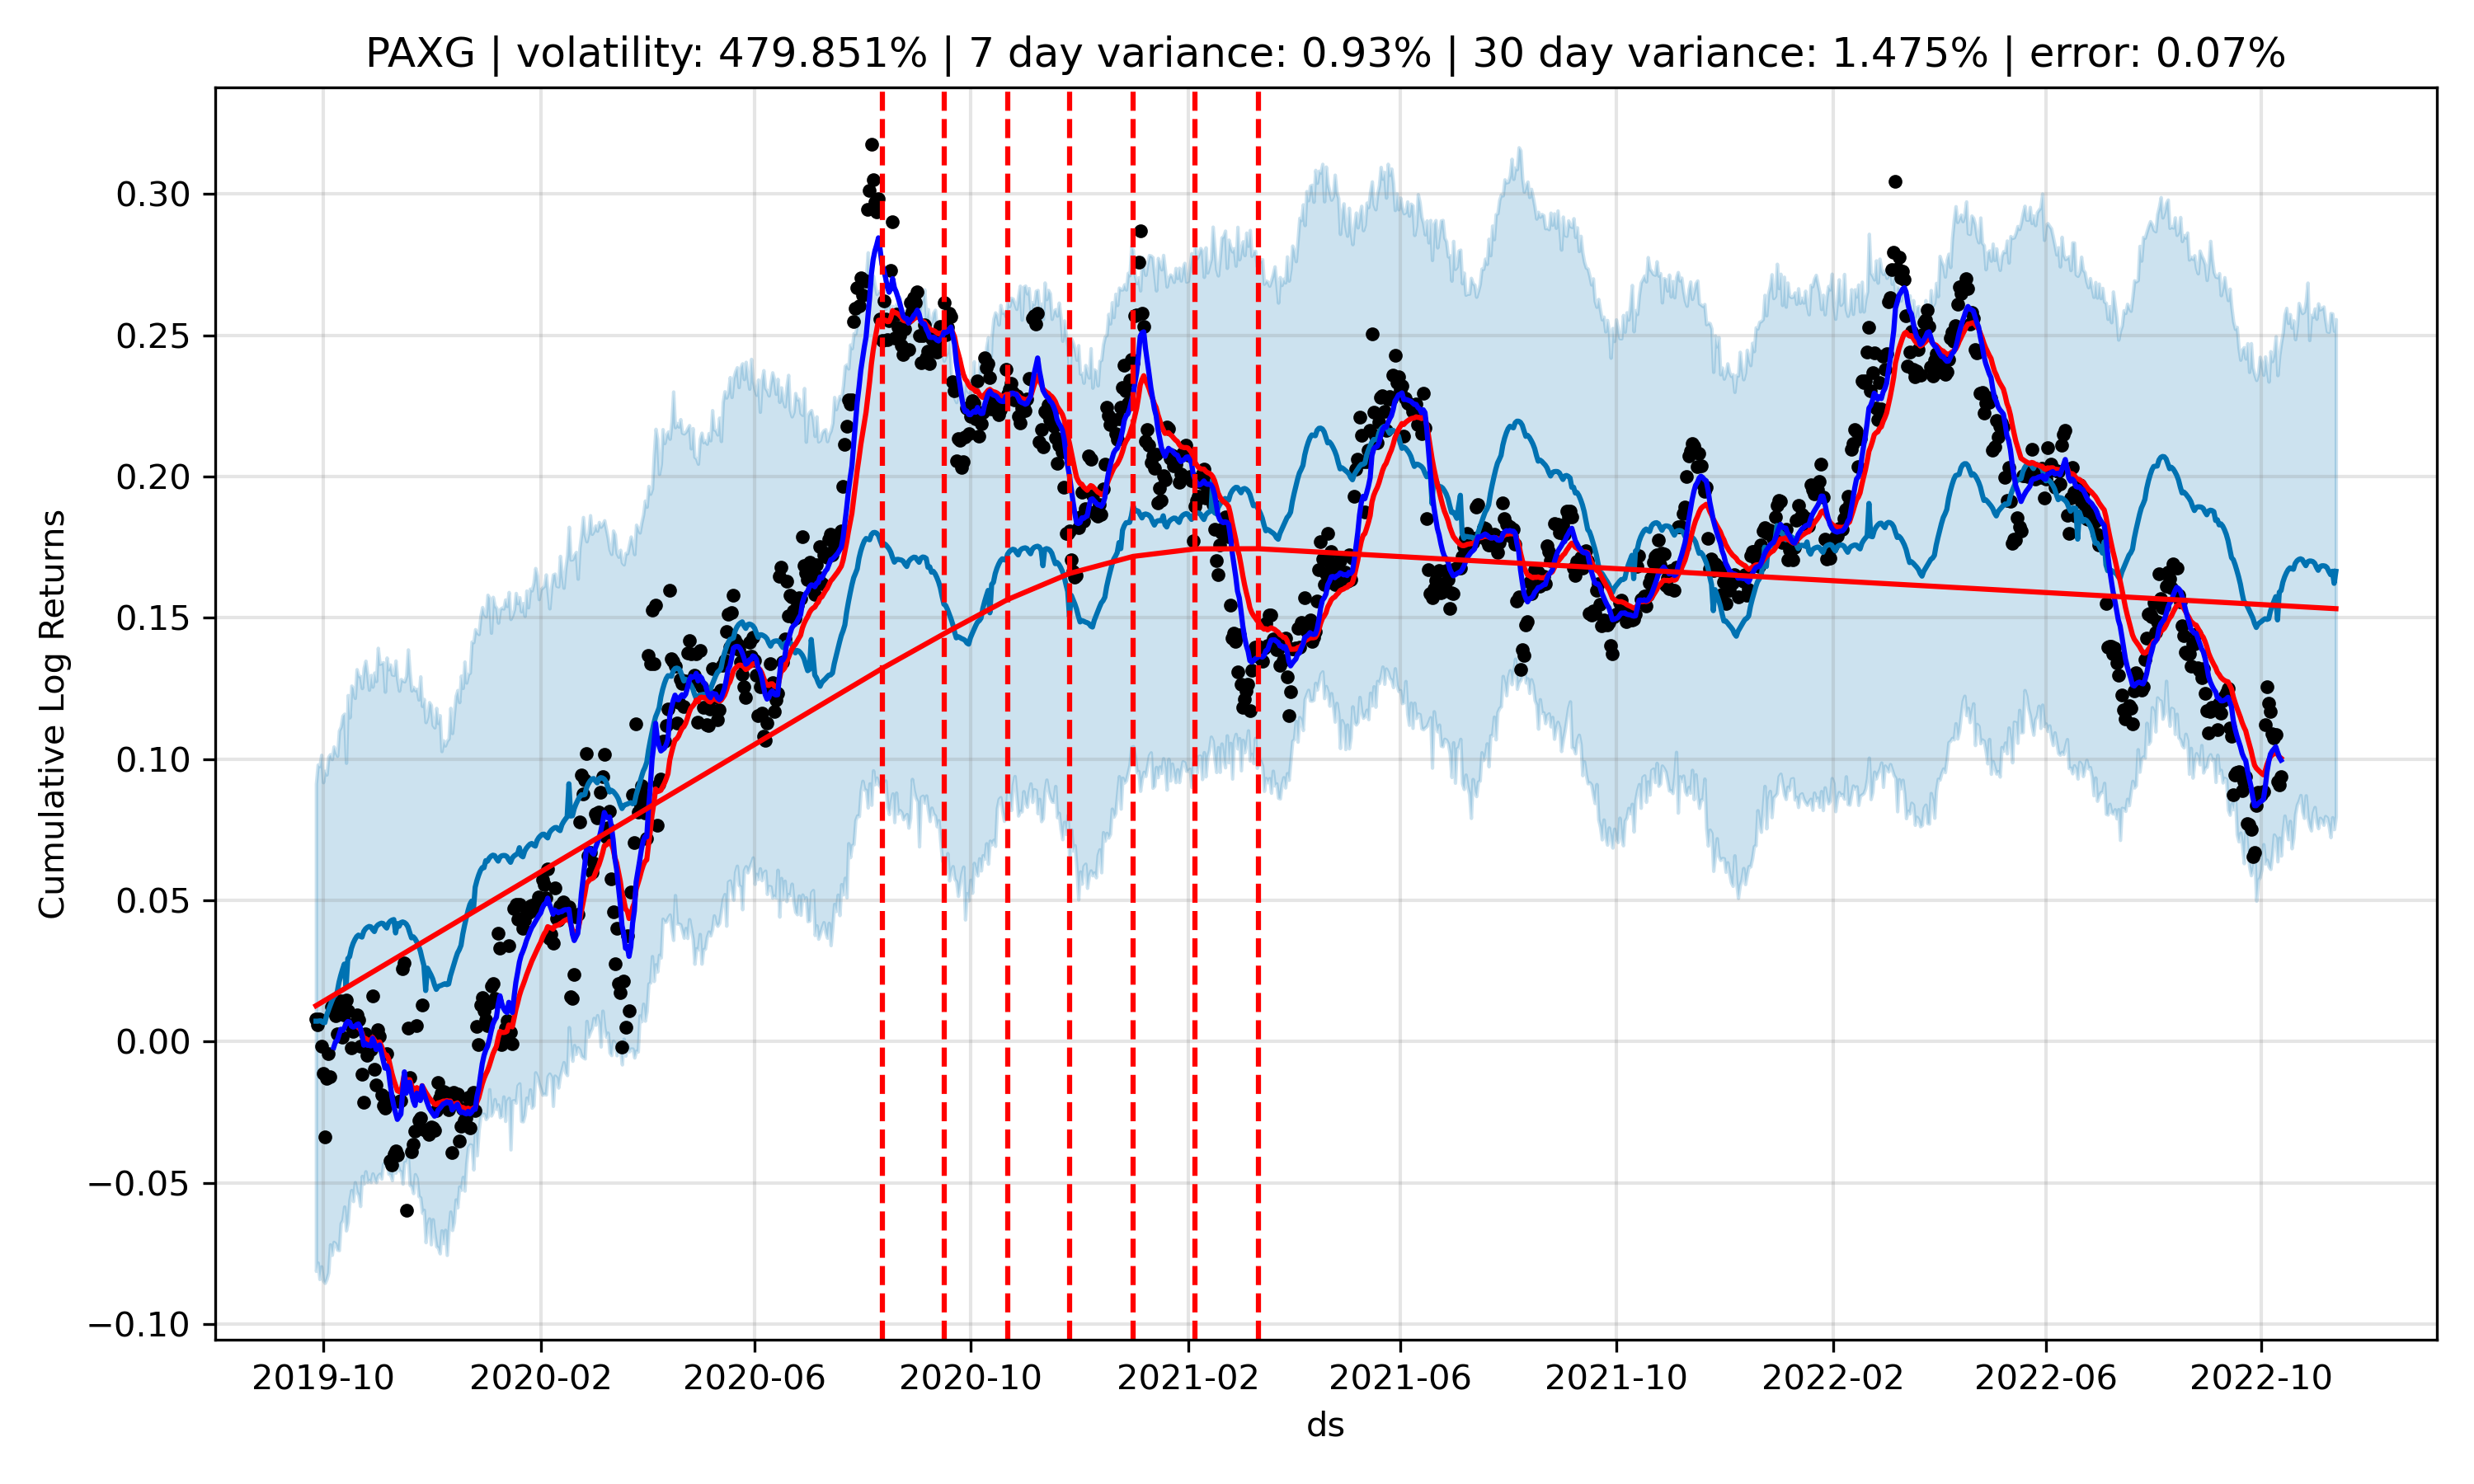 PAXG | volatility: 479.851% | 7 day variance: 0.93% | 30 day variance: 1.475% | error: 0.07%
Cumulative Log Returns
0.30
0.25
0.20
0.15
0.10
0.05
0.00
−0.05
−0.10
2019-10 2020-02 2020-06 2020-10 2021-02 2021-06 2021-10 2022-02 2022-06 2022-10
ds